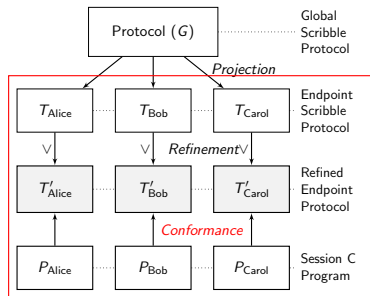 Protocol (G)
Global
Scribble
Protocol
Projection
T_Alice
T_Bob
T_Carol
Endpoint
Scribble
Protocol
∨ Refinement ∨ ∨
T′_Alice
T′_Bob
T′_Carol
Refined
Endpoint
Protocol
Conformance
P_Alice
P_Bob
P_Carol
Session C
Program